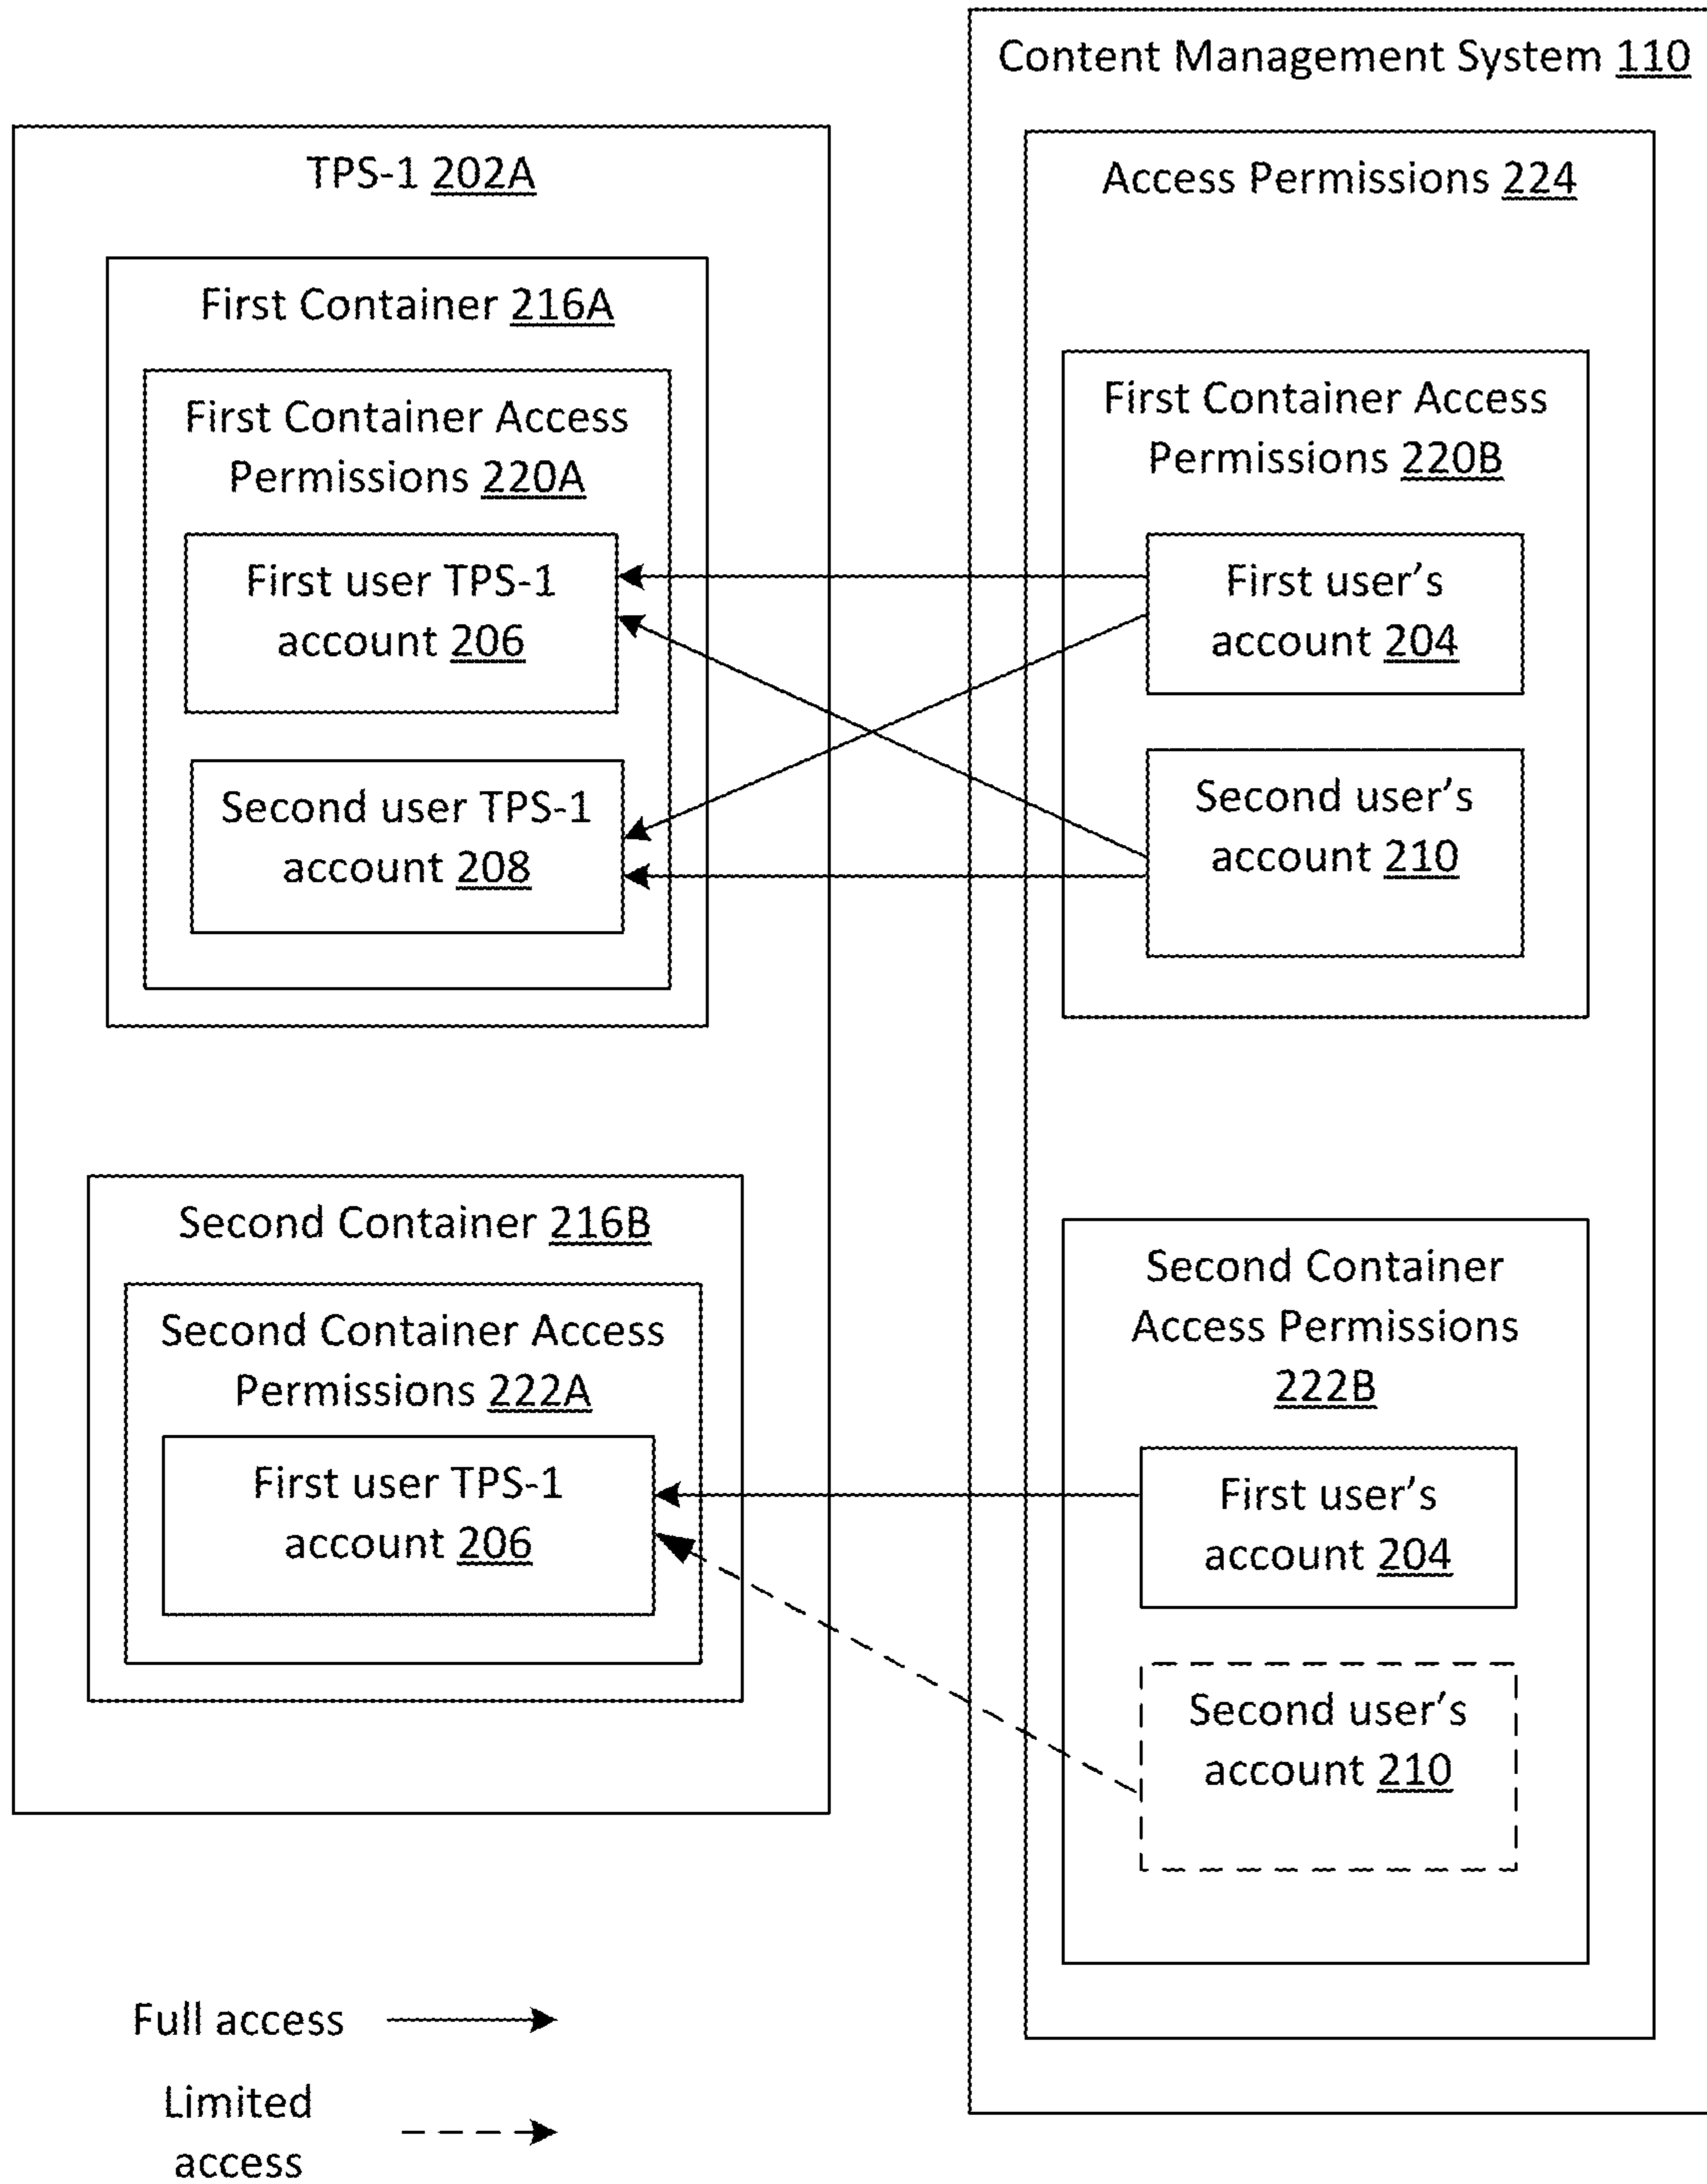 Content Management System 110
TPS-1 202A
Access Permissions 224
First Container 216A
First Container Access
Permissions 220A
First user TPS-1
account 206
Second user TPS-1
account 208
First Container Access
Permissions 220B
First user's
account 204
Second user's
account 210
Second Container 216B
Second Container Access
Permissions 222A
First user TPS-1
account 206
Second Container
Access Permissions
222B
First user's
account 204
Second user's
account 210
Full access
Limited
access